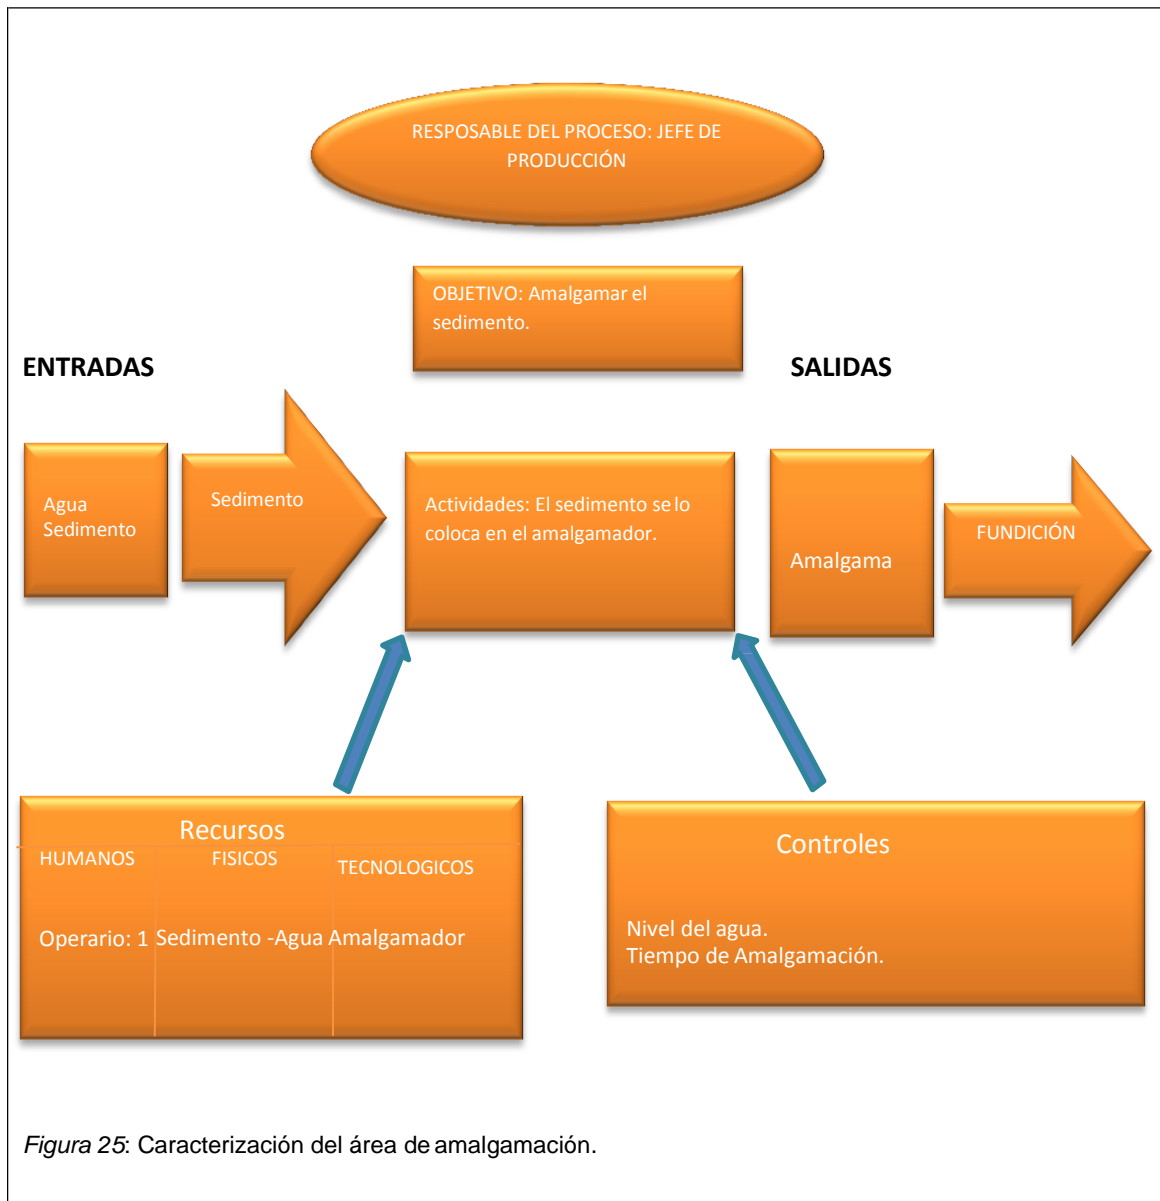 RESPOSABLE DEL PROCESO: JEFE DE
PRODUCCIÓN
OBJETIVO: Amalgamar el
sedimento.
ENTRADAS
SALIDAS
Agua
Sedimento
Sedimento
Actividades: El sedimento se lo
coloca en el amalgamador.
Amalgama
FUNDICIÓN
Recursos
HUMANOS
FISICOS
TECNOLOGICOS
Operario: 1 Sedimento -Agua Amalgamador
Controles
Nivel del agua.
Tiempo de Amalgamación.
Figura 25: Caracterización del área de amalgamación.